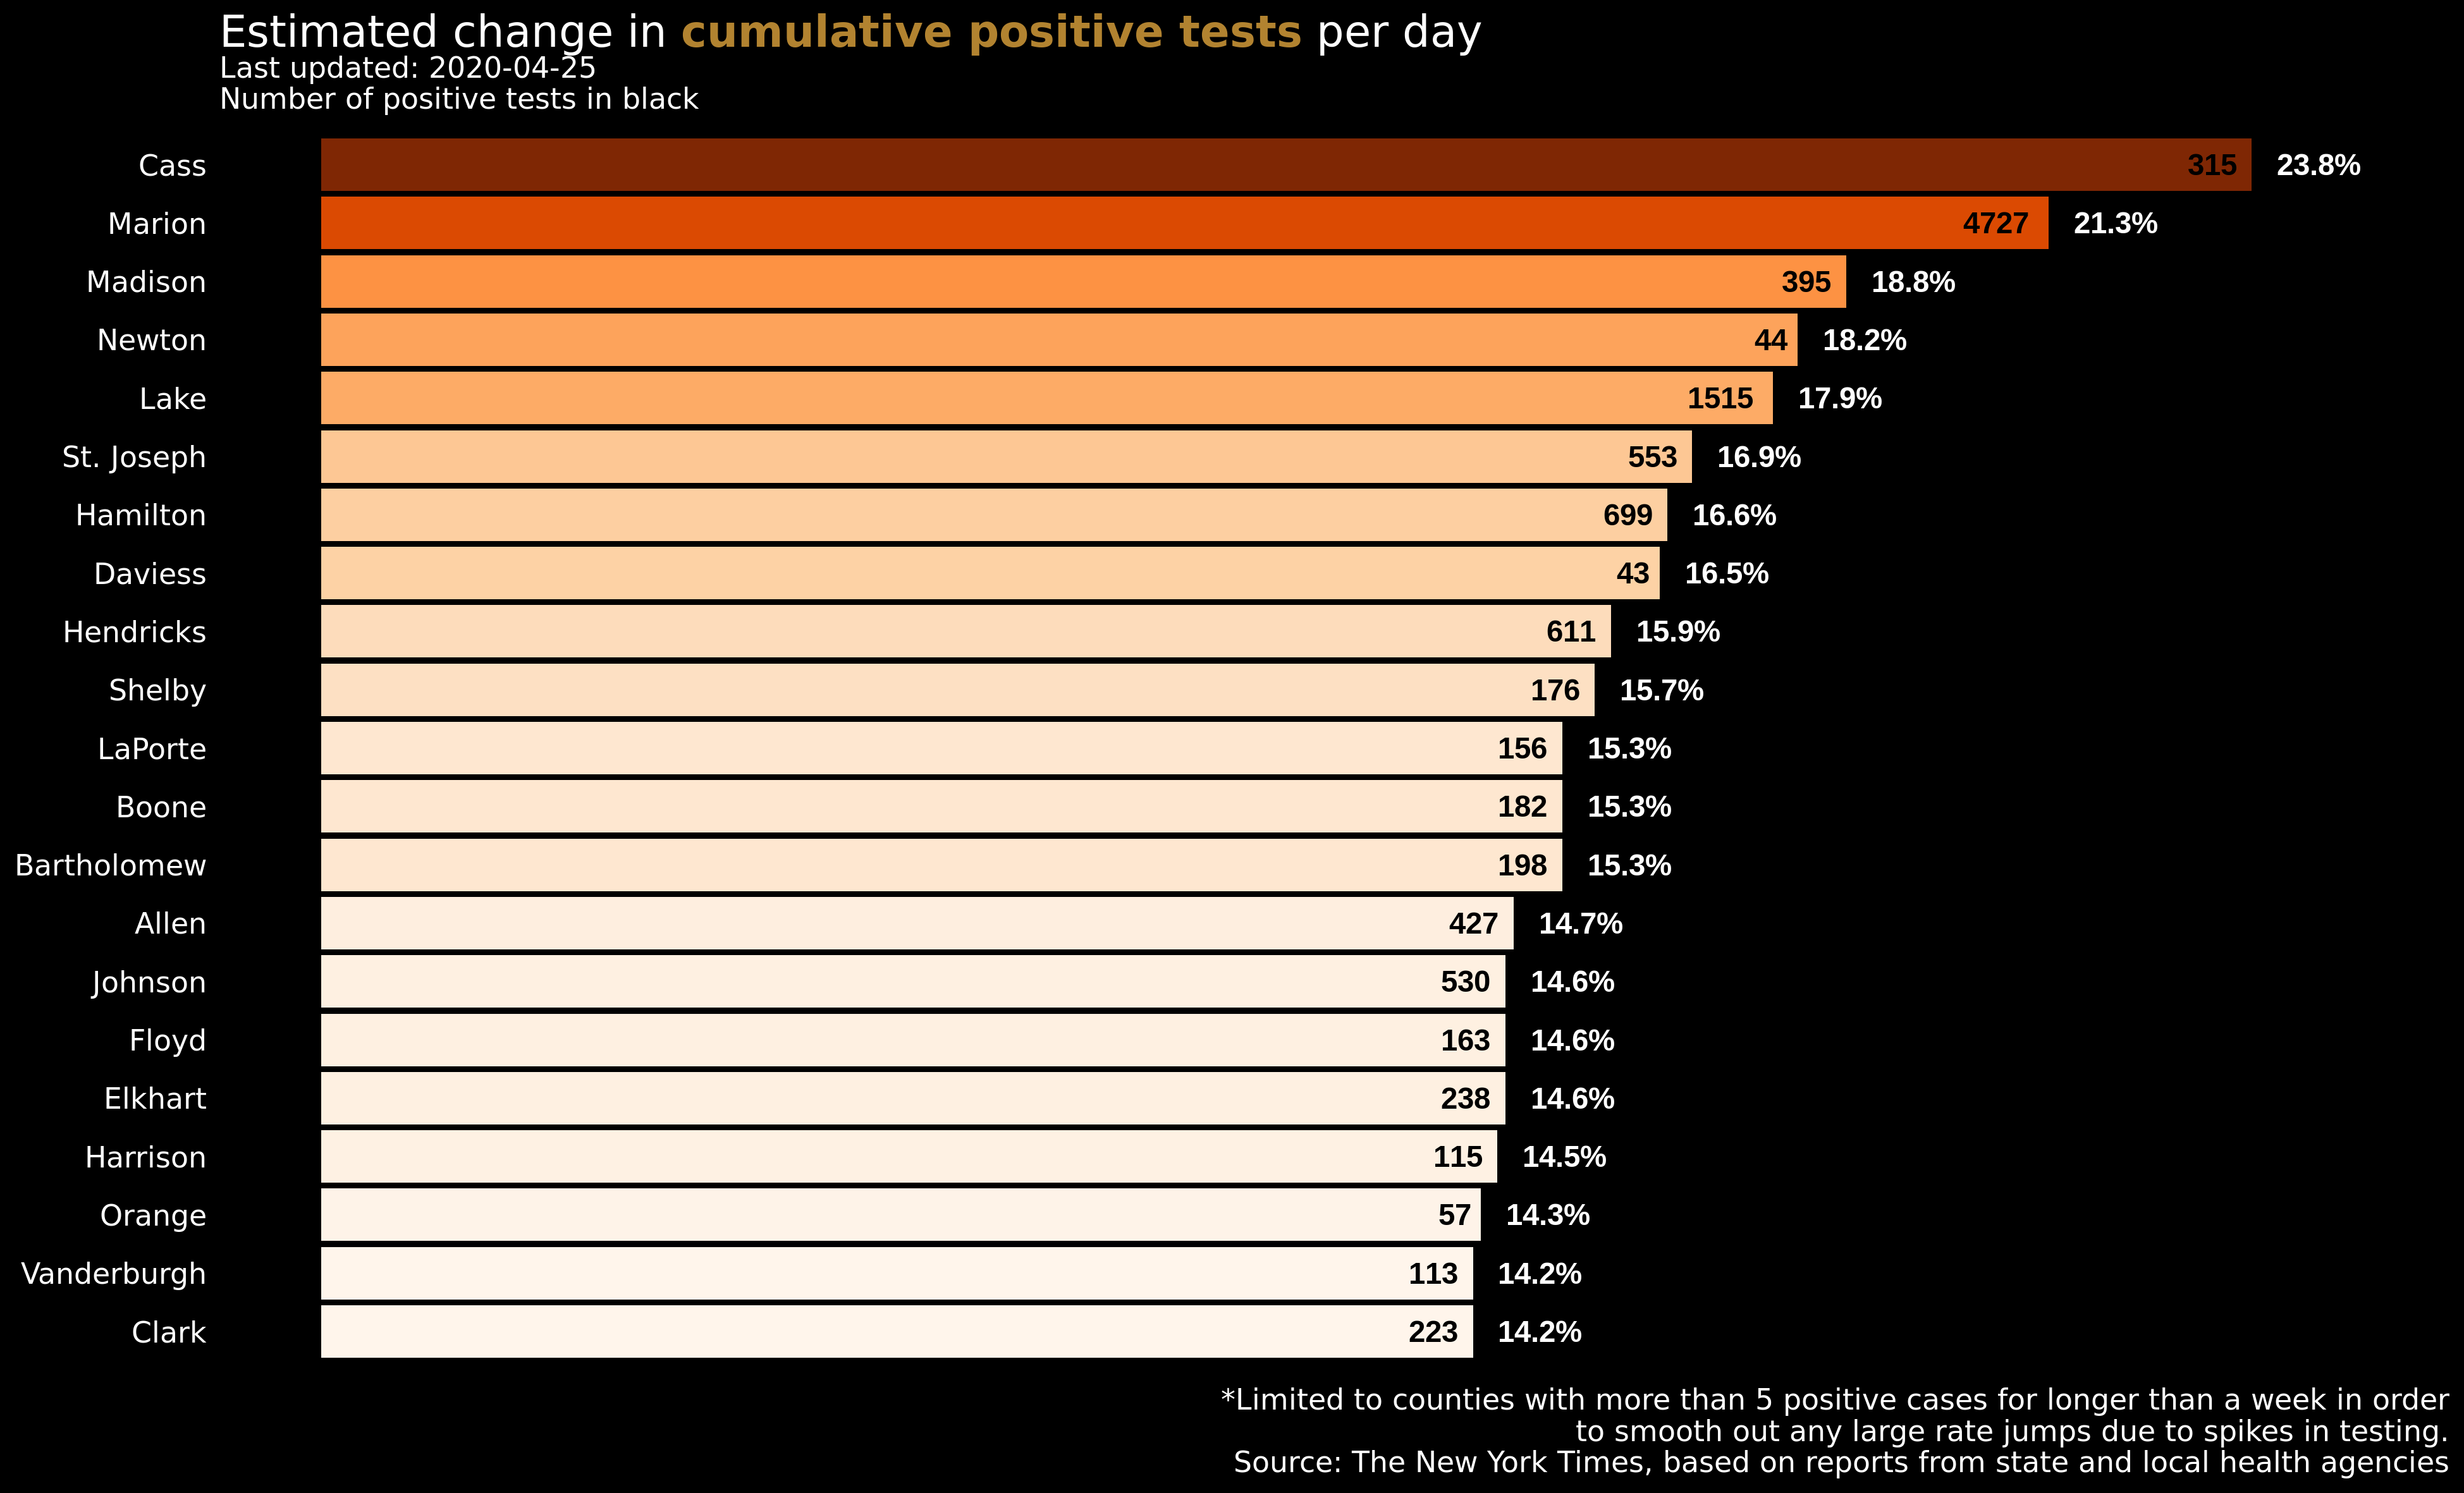 Estimated change in cumulative positive tests per day
Last updated: 2020-04-25
Number of positive tests in black
Cass 315 23.8%
Marion 4727 21.3%
Madison 395 18.8%
Newton 44 18.2%
Lake 1515 17.9%
St. Joseph 553 16.9%
Hamilton 699 16.6%
Daviess 43 16.5%
Hendricks 611 15.9%
Shelby 176 15.7%
LaPorte 156 15.3%
Boone 182 15.3%
Bartholomew 198 15.3%
Allen 427 14.7%
Johnson 530 14.6%
Floyd 163 14.6%
Elkhart 238 14.6%
Harrison 115 14.5%
Orange 57 14.3%
Vanderburgh 113 14.2%
Clark 223 14.2%
*Limited to counties with more than 5 positive cases for longer than a week in order
to smooth out any large rate jumps due to spikes in testing.
Source: The New York Times, based on reports from state and local health agencies